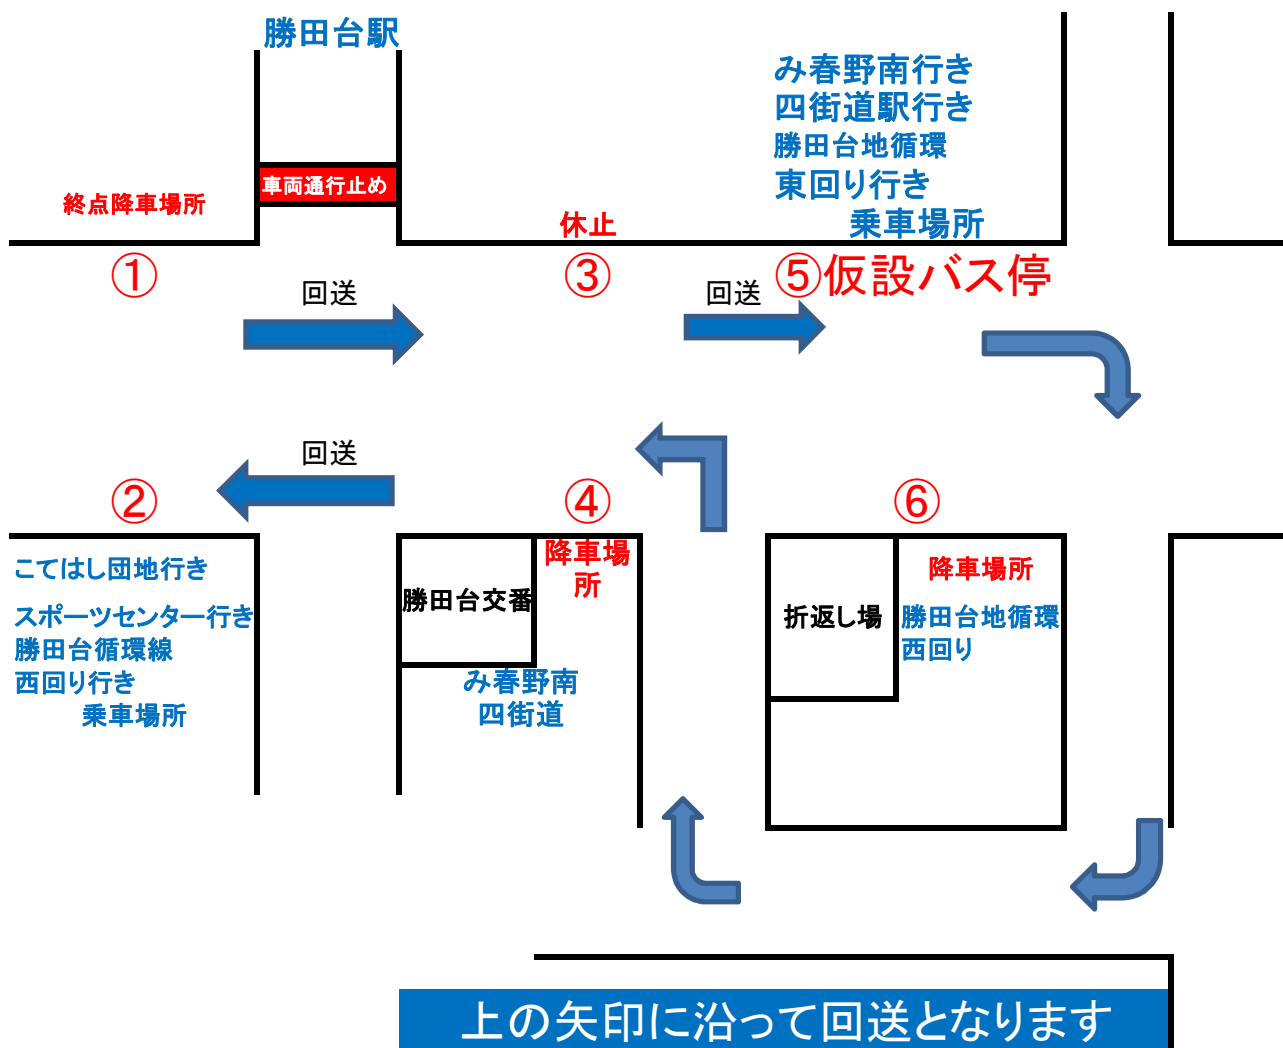 勝田台駅
み春野南行き
四街道駅行き
勝田台地循環
東回り行き
乗車場所
車両通行止め
終点降車場所
休止
①
③
⑤仮設バス停
回送
回送
回送
②
④
⑥
こてはし団地行き
スポーツセンター行き
勝田台循環線
西回り行き
乗車場所
勝田台交番
降車場
所
み春野南
四街道
折返し場
降車場所
勝田台地循環
西回り
上の矢印に沿って回送となります